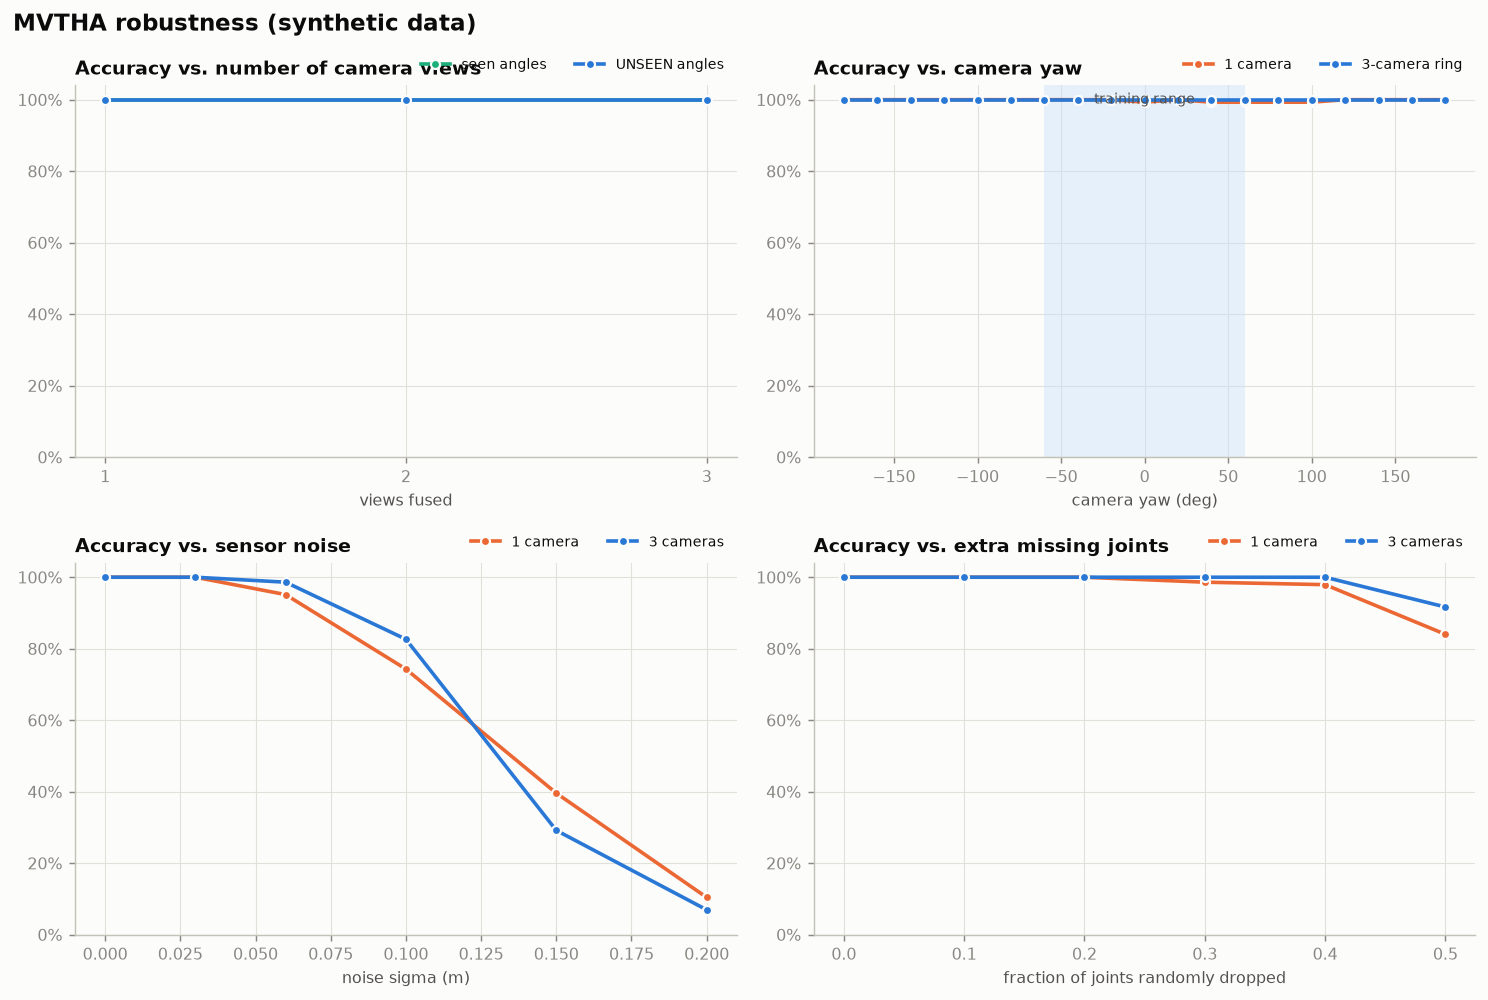 MVTHA robustness (synthetic data)
Accuracy vs. number of camera views
seen angles
UNSEEN angles
100%
80%
60%
40%
20%
0%
1
2
3
views fused
Accuracy vs. camera yaw
1 camera
3-camera ring
training range
100%
80%
60%
40%
20%
0%
−150
−100
−50
0
50
100
150
camera yaw (deg)
Accuracy vs. sensor noise
1 camera
3 cameras
100%
80%
60%
40%
20%
0%
0.000
0.025
0.050
0.075
0.100
0.125
0.150
0.175
0.200
noise sigma (m)
Accuracy vs. extra missing joints
1 camera
3 cameras
100%
80%
60%
40%
20%
0%
0.0
0.1
0.2
0.3
0.4
0.5
fraction of joints randomly dropped